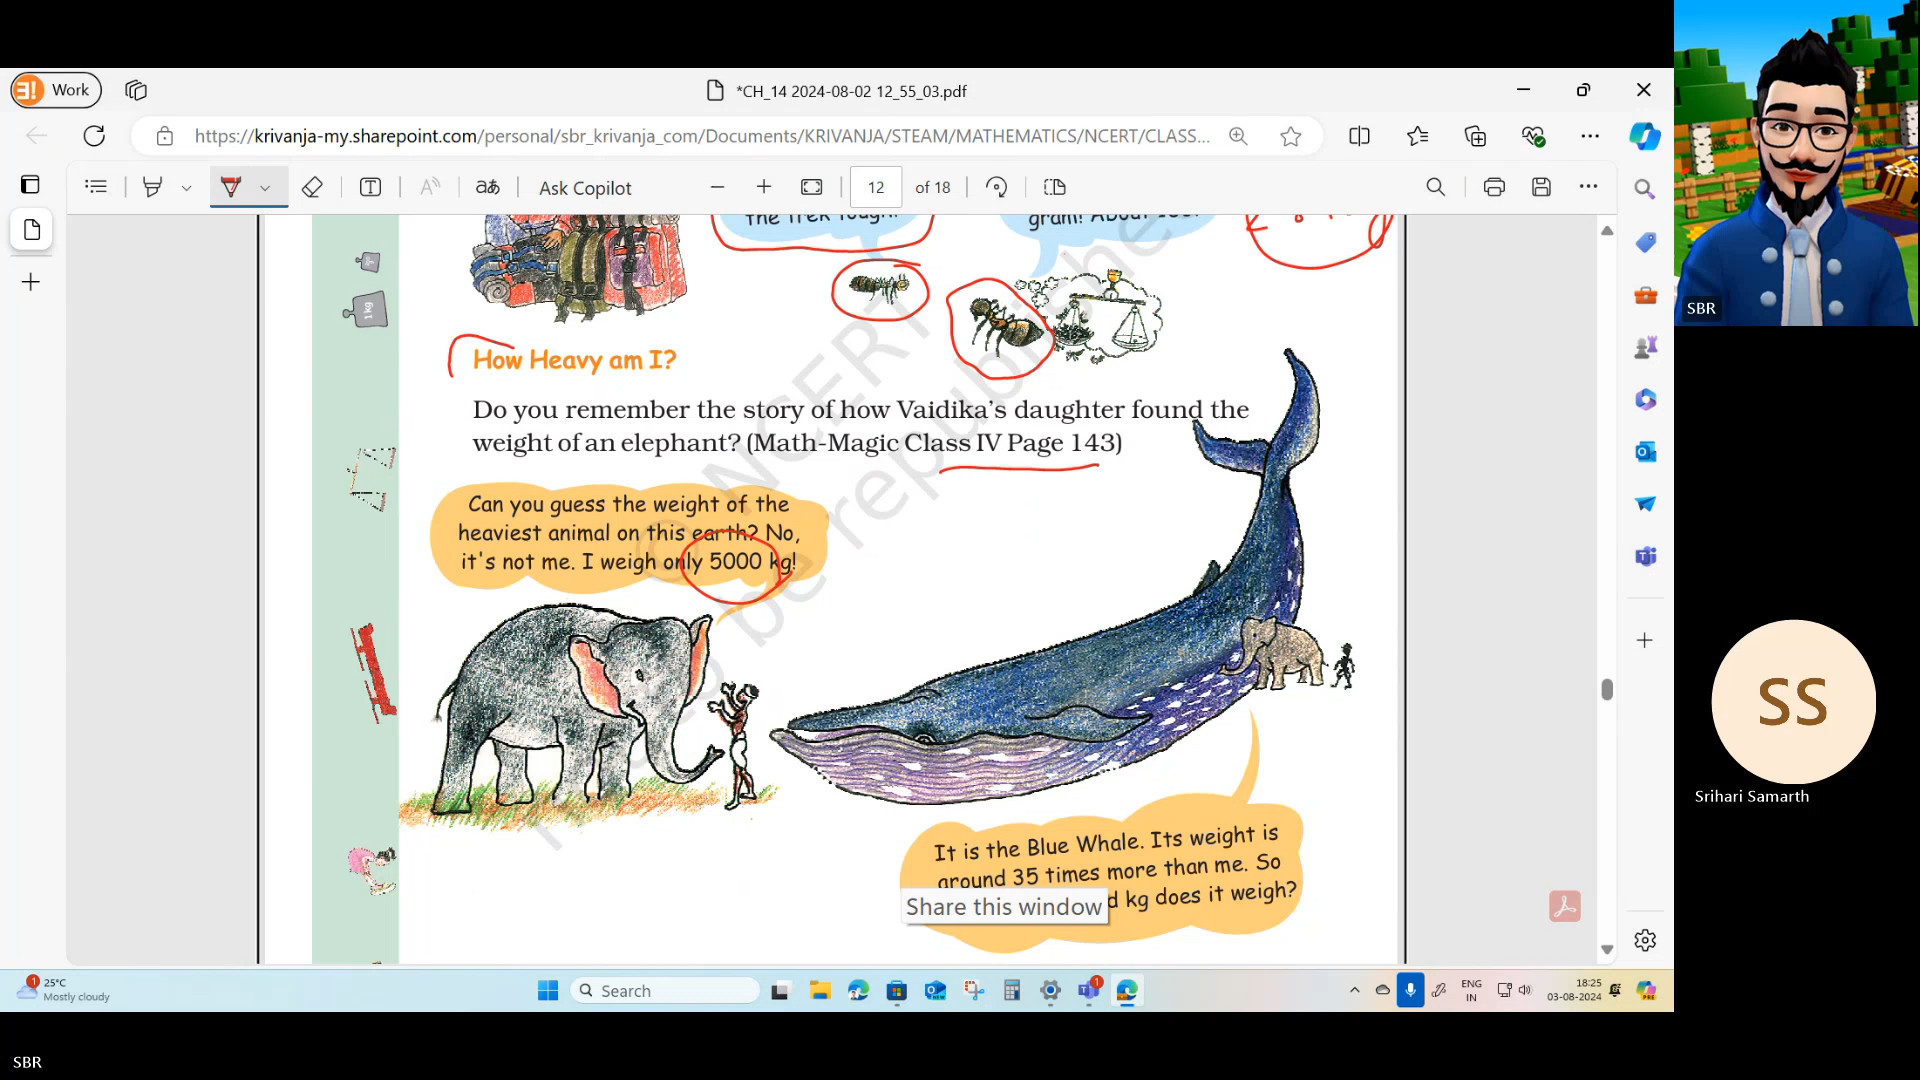 Work
*CH_14 2024-08-02 12_55_03.pdf
https://krivanja-my.sharepoint.com/personal/sbr_krivanja_com/Documents/KRIVANJA/STEAM/MATHEMATICS/NCERT/CLASS...
Ask Copilot
12 of 18
SBR
1 kg
How Heavy am I?
Do you remember the story of how Vaidika's daughter found the
weight of an elephant? (Math-Magic Class IV Page 143)
Can you guess the weight of the
heaviest animal on this earth? No,
it's not me. I weigh only 5000 kg!
It is the Blue Whale. Its weight is
around 35 times more than me. So
kg does it weigh?
Share this window
© NCERT
be republished
SS
Srihari Samarth
25°C
Mostly cloudy
Search
ENG
IN
18:25
03-08-2024
SBR